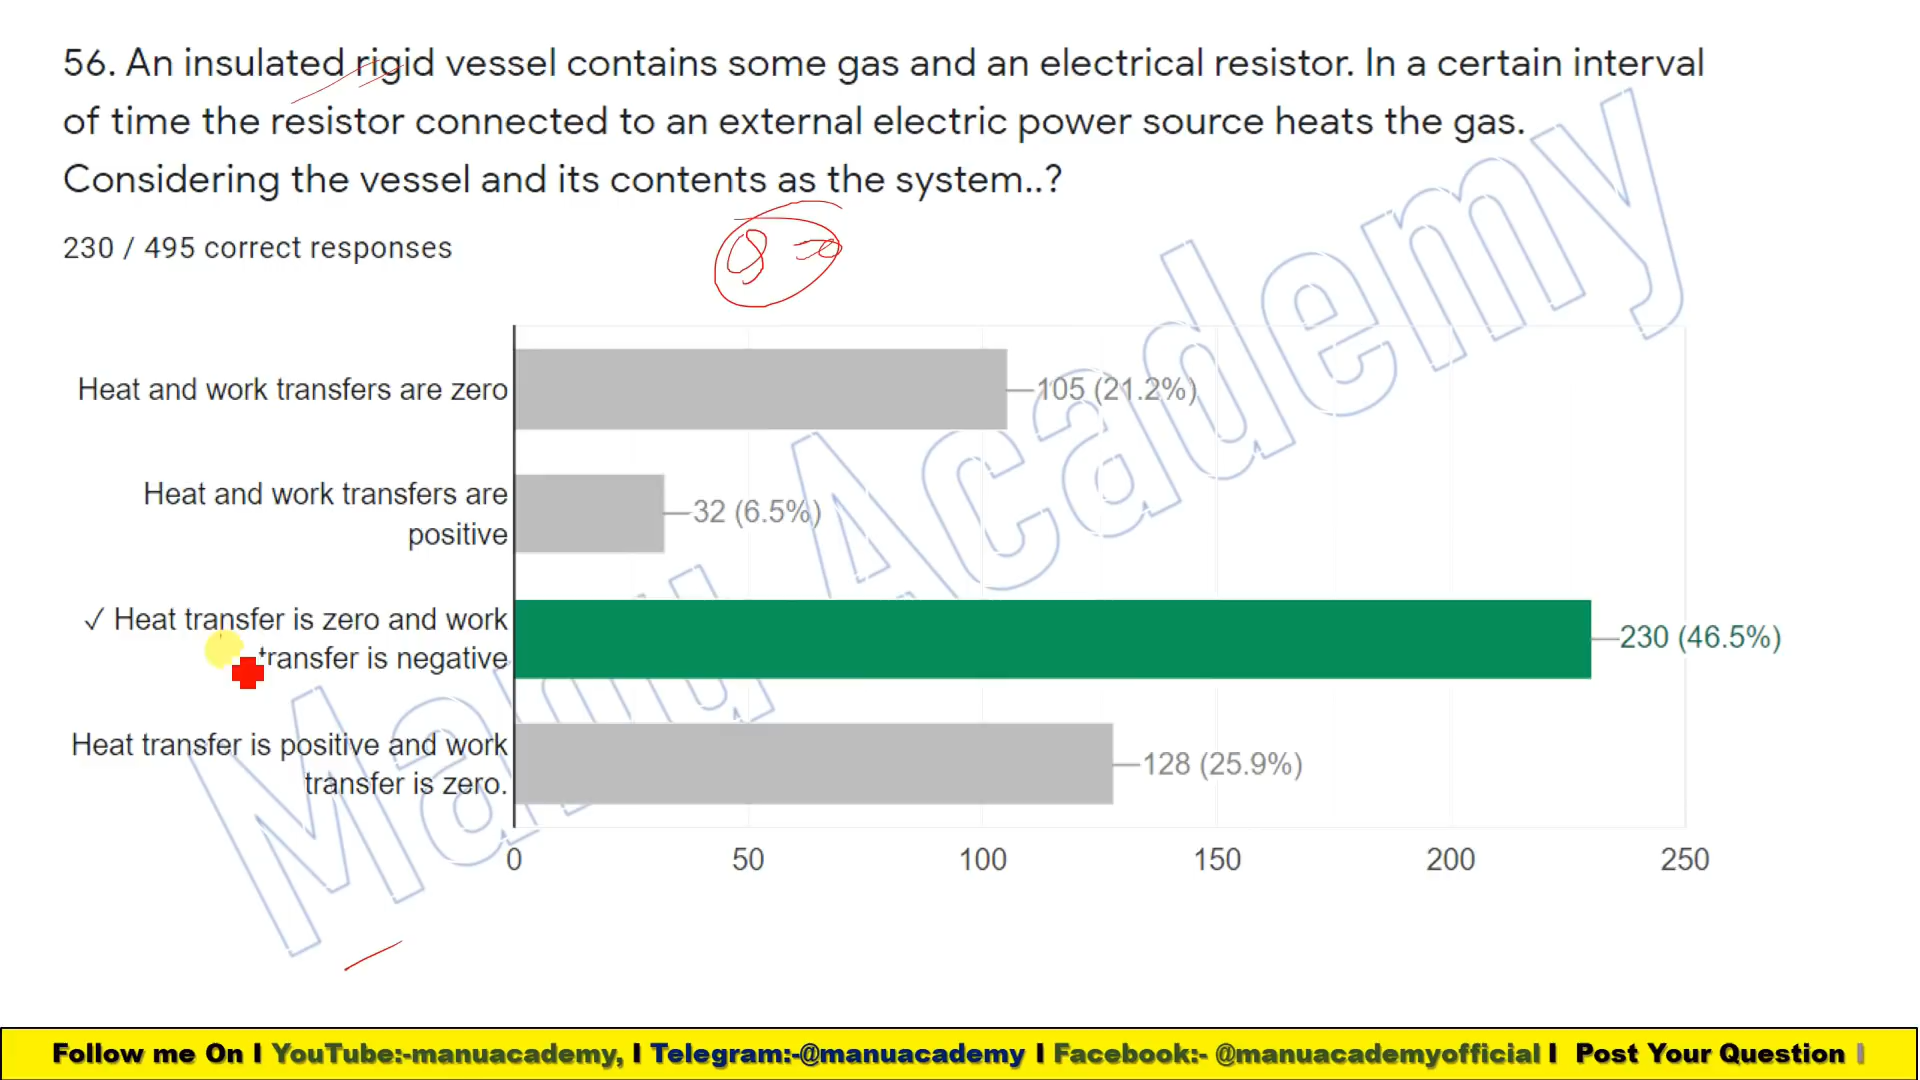 56. An insulated rigid vessel contains some gas and an electrical resistor. In a certain interval
of time the resistor connected to an external electric power source heats the gas.
Considering the vessel and its contents as the system..?
230 / 495 correct responses
Heat and work transfers are zero
105 (21.2%)
Heat and work transfers are
positive
32 (6.5%)
✓ Heat transfer is zero and work
transfer is negative
230 (46.5%)
Heat transfer is positive and work
transfer is zero.
128 (25.9%)
0 50 100 150 200 250
Manu Academy
Follow me On I YouTube:-manuacademy, I Telegram:-@manuacademy I Facebook:- @manuacademyofficial I Post Your Question I